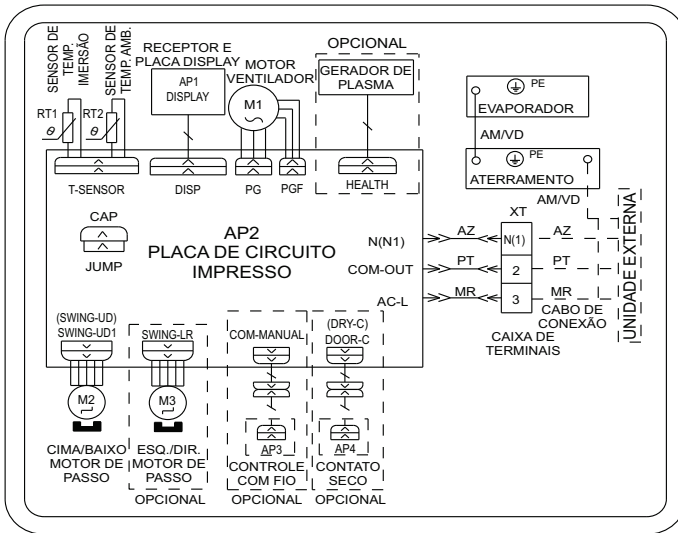 SENSOR DE
TEMP.
IMERSÃO
SENSOR DE
TEMP. AMB.
RECEPTOR E
PLACA DISPLAY
MOTOR
VENTILADOR
OPCIONAL
GERADOR DE
PLASMA
AP1
DISPLAY
M1
RT1
RT2
θ
θ
PE
EVAPORADOR
AM/VD
PE
ATERRAMENTO
AM/VD
T-SENSOR
DISP
PG
PGF
HEALTH
CAP
JUMP
AP2
PLACA DE CIRCUITO
IMPRESSO
XT
N(N1)
AZ
N(1)
AZ
COM-OUT
PT
2
PT
AC-L
MR
3
MR
UNIDADE EXTERNA
CABO DE
CONEXÃO
CAIXA DE
TERMINAIS
(SWING-UD)
SWING-UD1
SWING-LR
COM-MANUAL
(DRY-C)
DOOR-C
M2
M3
AP3
AP4
CIMA/BAIXO
MOTOR DE
PASSO
ESQ./DIR.
MOTOR DE
PASSO
OPCIONAL
CONTROLE
COM FIO
OPCIONAL
CONTATO
SECO
OPCIONAL